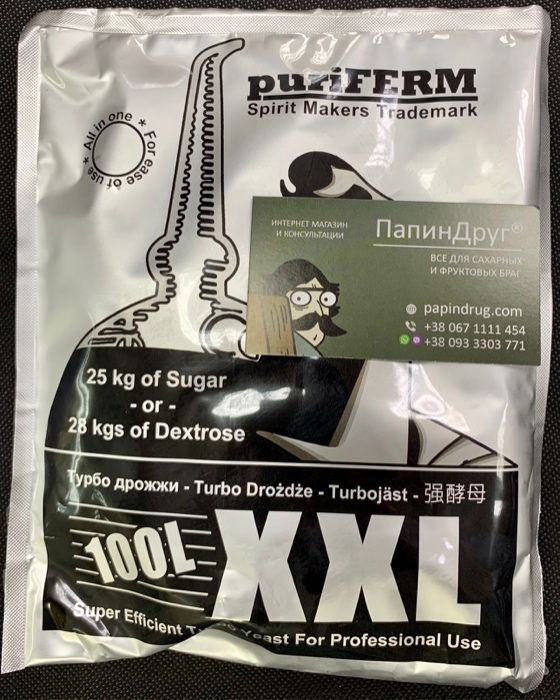 puriFERM
Spirit Makers Trademark
All in one * For ease of use *
ИНТЕРНЕТ МАГАЗИН
И КОНСУЛЬТАЦИИ
ПапинДруг®
ВСЕ ДЛЯ САХАРНЫХ
И ФРУКТОВЫХ БРАГ
papindrug.com
+38 067 1111 454
+38 093 3303 771
25 kg of Sugar
- or -
28 kgs of Dextrose
Турбо дрожжи - Turbo Drożdże - Turbojäst - 强酵母
100L XXL
Super Efficient Turbo Yeast For Professional Use